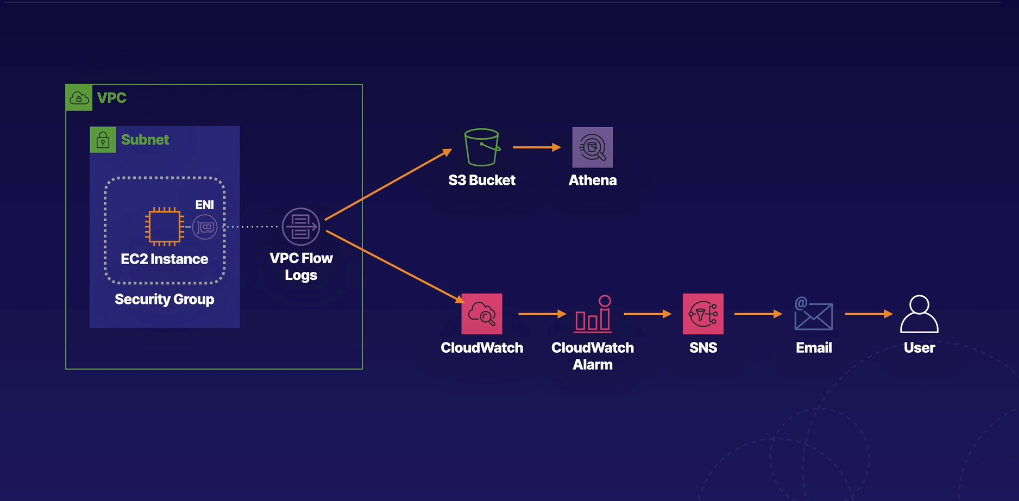 VPC
Subnet
ENI
EC2 Instance
Security Group
VPC Flow
Logs
S3 Bucket
Athena
CloudWatch
CloudWatch
Alarm
SNS
@
Email
User